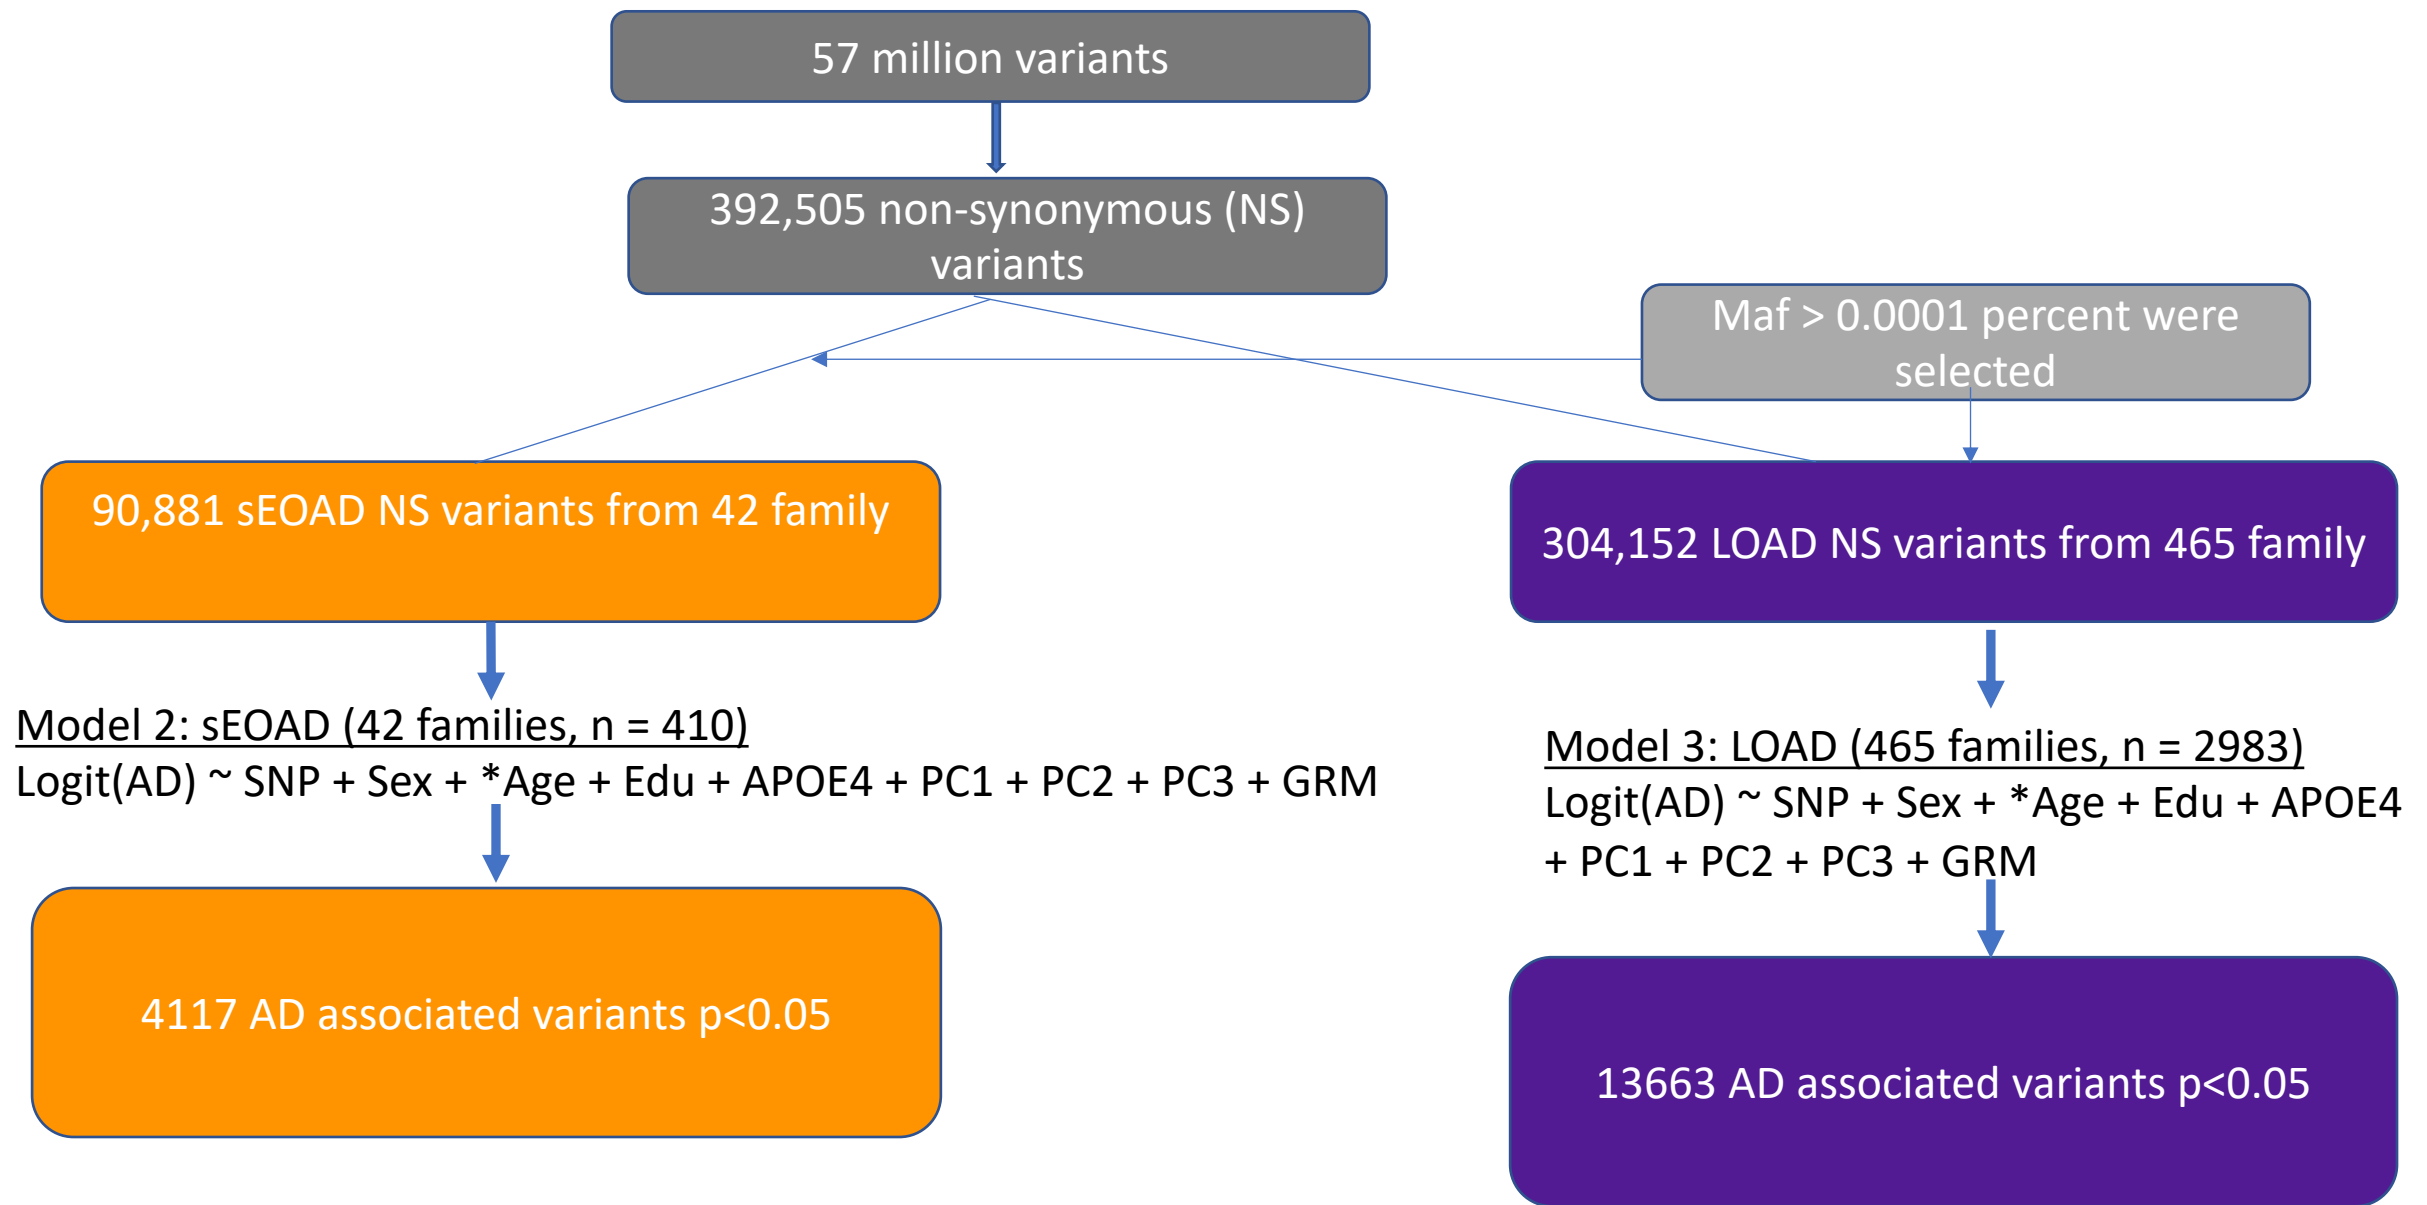 57 million variants
392,505 non-synonymous (NS)
variants
Maf > 0.0001 percent were
selected
90,881 sEOAD NS variants from 42 family
304,152 LOAD NS variants from 465 family
Model 2: sEOAD (42 families, n = 410)
Logit(AD) ~ SNP + Sex + *Age + Edu + APOE4 + PC1 + PC2 + PC3 + GRM
Model 3: LOAD (465 families, n = 2983)
Logit(AD) ~ SNP + Sex + *Age + Edu + APOE4
+ PC1 + PC2 + PC3 + GRM
4117 AD associated variants p<0.05
13663 AD associated variants p<0.05